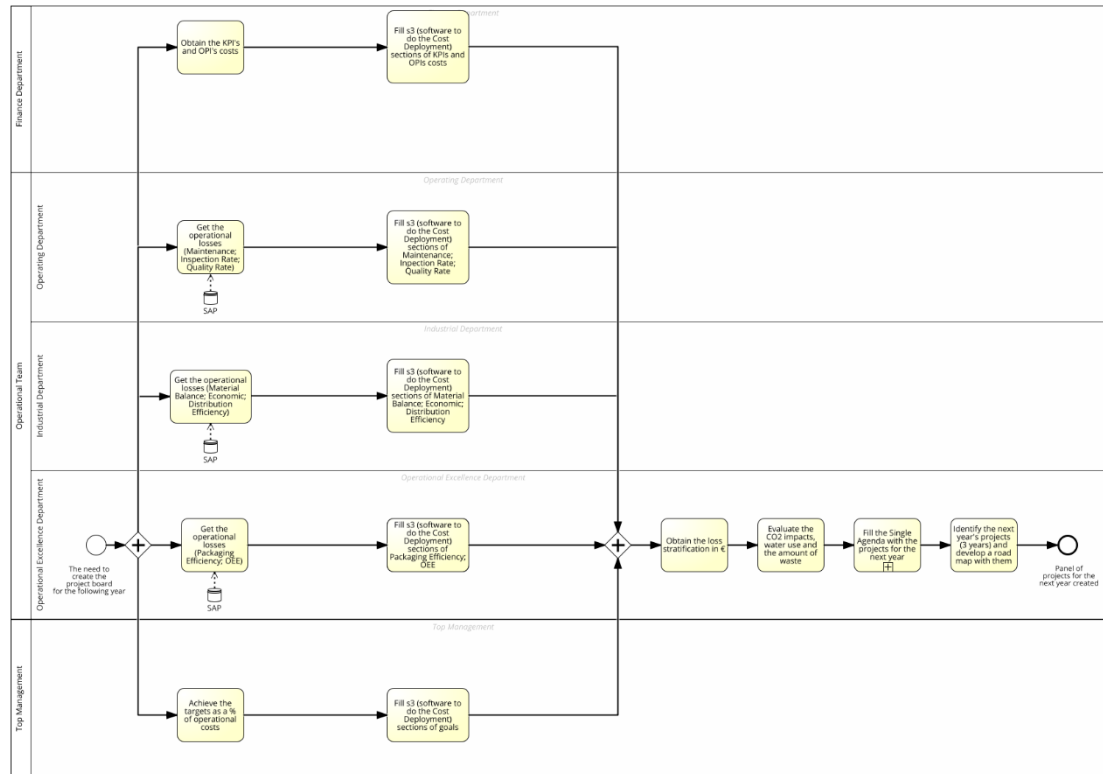 Finance Department
Department
Obtain the KPI's
and OPI's costs
Fill s3 (software to
do the Cost
Deployment)
sections of KPIs and
OPIs costs
Operational Team
Operating Department
Operating Department
Get the
operational
losses
(Maintenance;
Inspection Rate;
Quality Rate)
SAP
Fill s3 (software to
do the Cost
Deployment)
sections of
Maintenance;
Inpection Rate;
Quality Rate
Industrial Department
Industrial Department
Get the operational
losses (Material
Balance; Economic;
Distribution
Efficiency)
SAP
Fill s3 (software to
do the Cost
Deployment)
sections of Material
Balance; Economic;
Distribution
Efficiency
Operational Excellence Department
Operational Excellence Department
The need to
create the
project board
for the following year
Get the
operational
losses
(Packaging
Efficiency; OEE)
SAP
Fill s3 (software to
do the Cost
Deployment)
sections of
Packaging Efficiency;
OEE
Obtain the loss
stratification in €
Evaluate the
CO2 impacts,
water use and
the amount of
waste
Fill the Single
Agenda with the
projects for the
next year
Identify the next
year's projects
(3 years) and
develop a road
map with them
Panel of
projects for the
next year created
Top Management
Top Management
Achieve the
targets as a %
of operational
costs
Fill s3 (software to
do the Cost
Deployment)
sections of goals